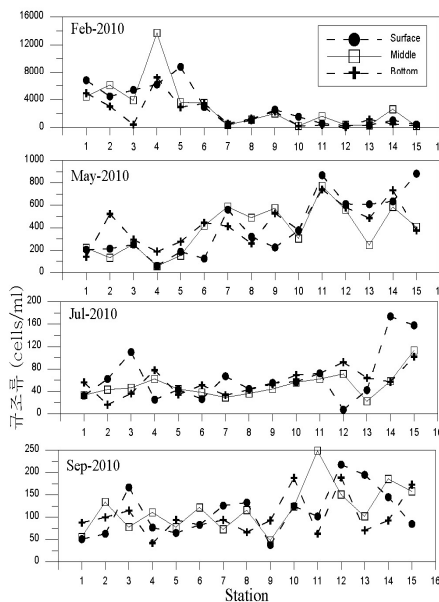 Feb-2010
Surface
Middle
Bottom
16000
12000
8000
4000
0
1 2 3 4 5 6 7 8 9 10 11 12 13 14 15 16
May-2010
1000
800
600
400
200
0
1 2 3 4 5 6 7 8 9 10 11 12 13 14 15 16
Jul-2010
200
160
120
80
40
0
1 2 3 4 5 6 7 8 9 10 11 12 13 14 15 16
Sep-2010
250
200
150
100
50
0
1 2 3 4 5 6 7 8 9 10 11 12 13 14 15 16
규조류 (cells/ml)
Station